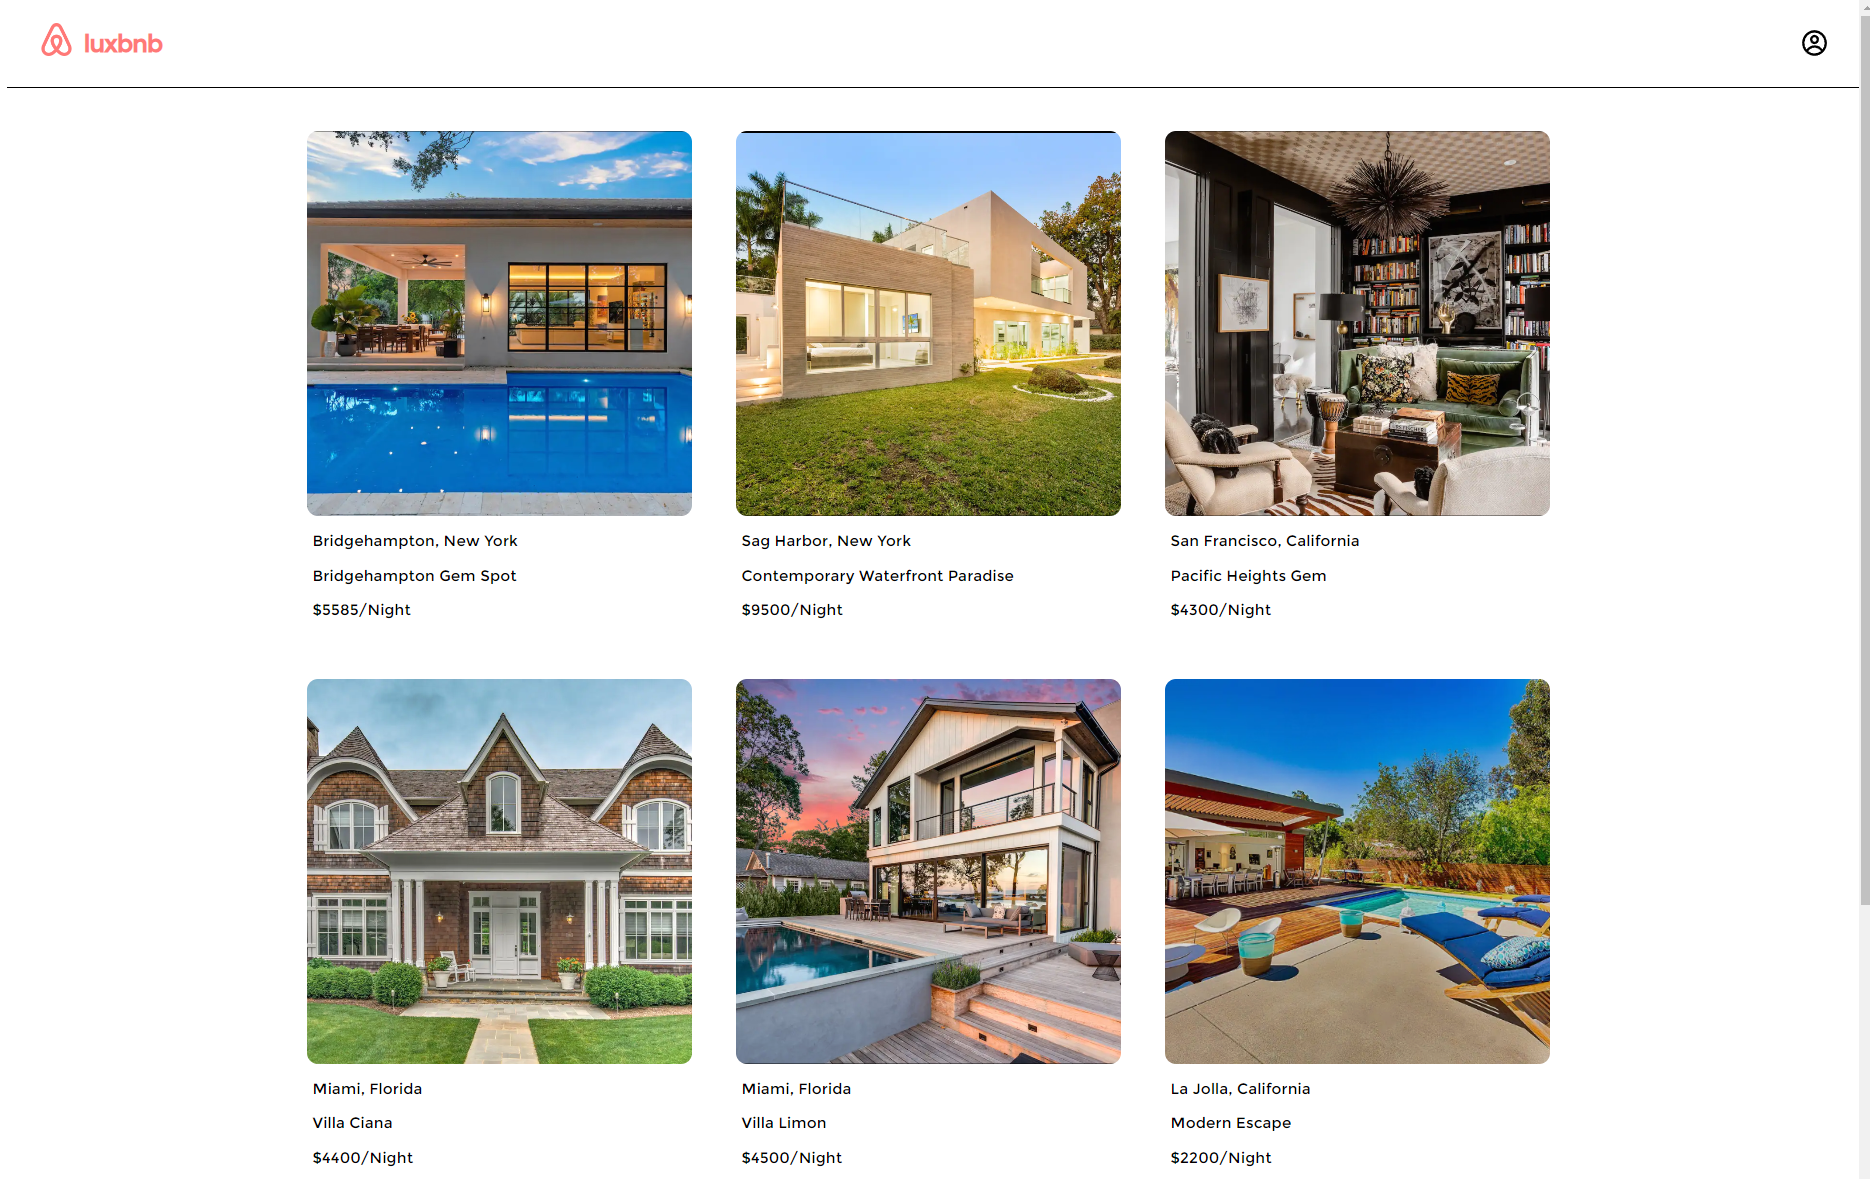 luxbnb
Bridgehampton, New York
Bridgehampton Gem Spot
$5585/Night
Sag Harbor, New York
Contemporary Waterfront Paradise
$9500/Night
San Francisco, California
Pacific Heights Gem
$4300/Night
Miami, Florida
Villa Ciana
$4400/Night
Miami, Florida
Villa Limon
$4500/Night
La Jolla, California
Modern Escape
$2200/Night